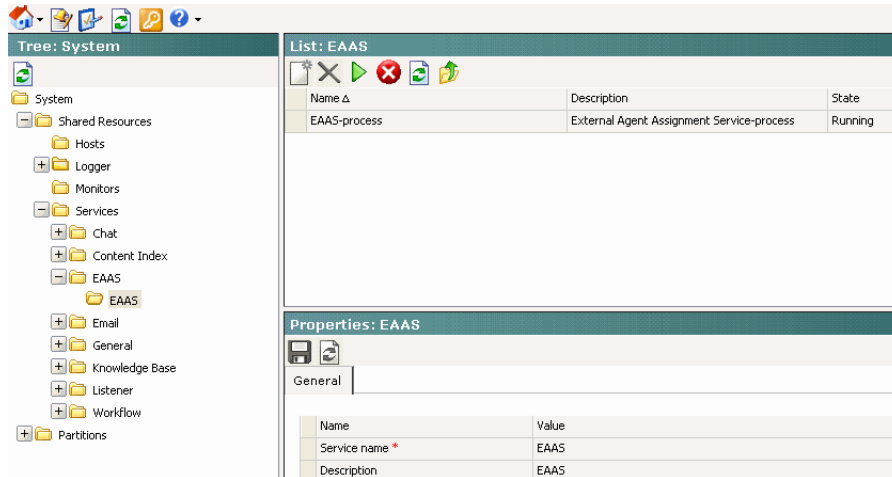 Tree: System
System
Shared Resources
Hosts
Logger
Monitors
Services
Chat
Content Index
EAAS
EAAS
Email
General
Knowledge Base
Listener
Workflow
Partitions
List: EAAS
Name Description State
EAAS-process External Agent Assignment Service-process Running
Properties: EAAS
General
Name Value
Service name * EAAS
Description EAAS